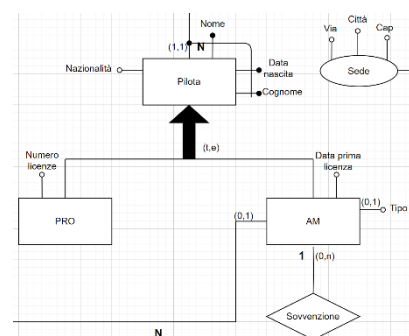 Nome
Città
Via
Cap
(1,1)
N
Nazionalità
Data
nascita
Pilota
Sede
Cognome
(t,e)
Numero
licenze
Data prima
licenza
PRO
(0,1)
AM
(0,1)
Tipo
1
(0,n)
Sovvenzione
N